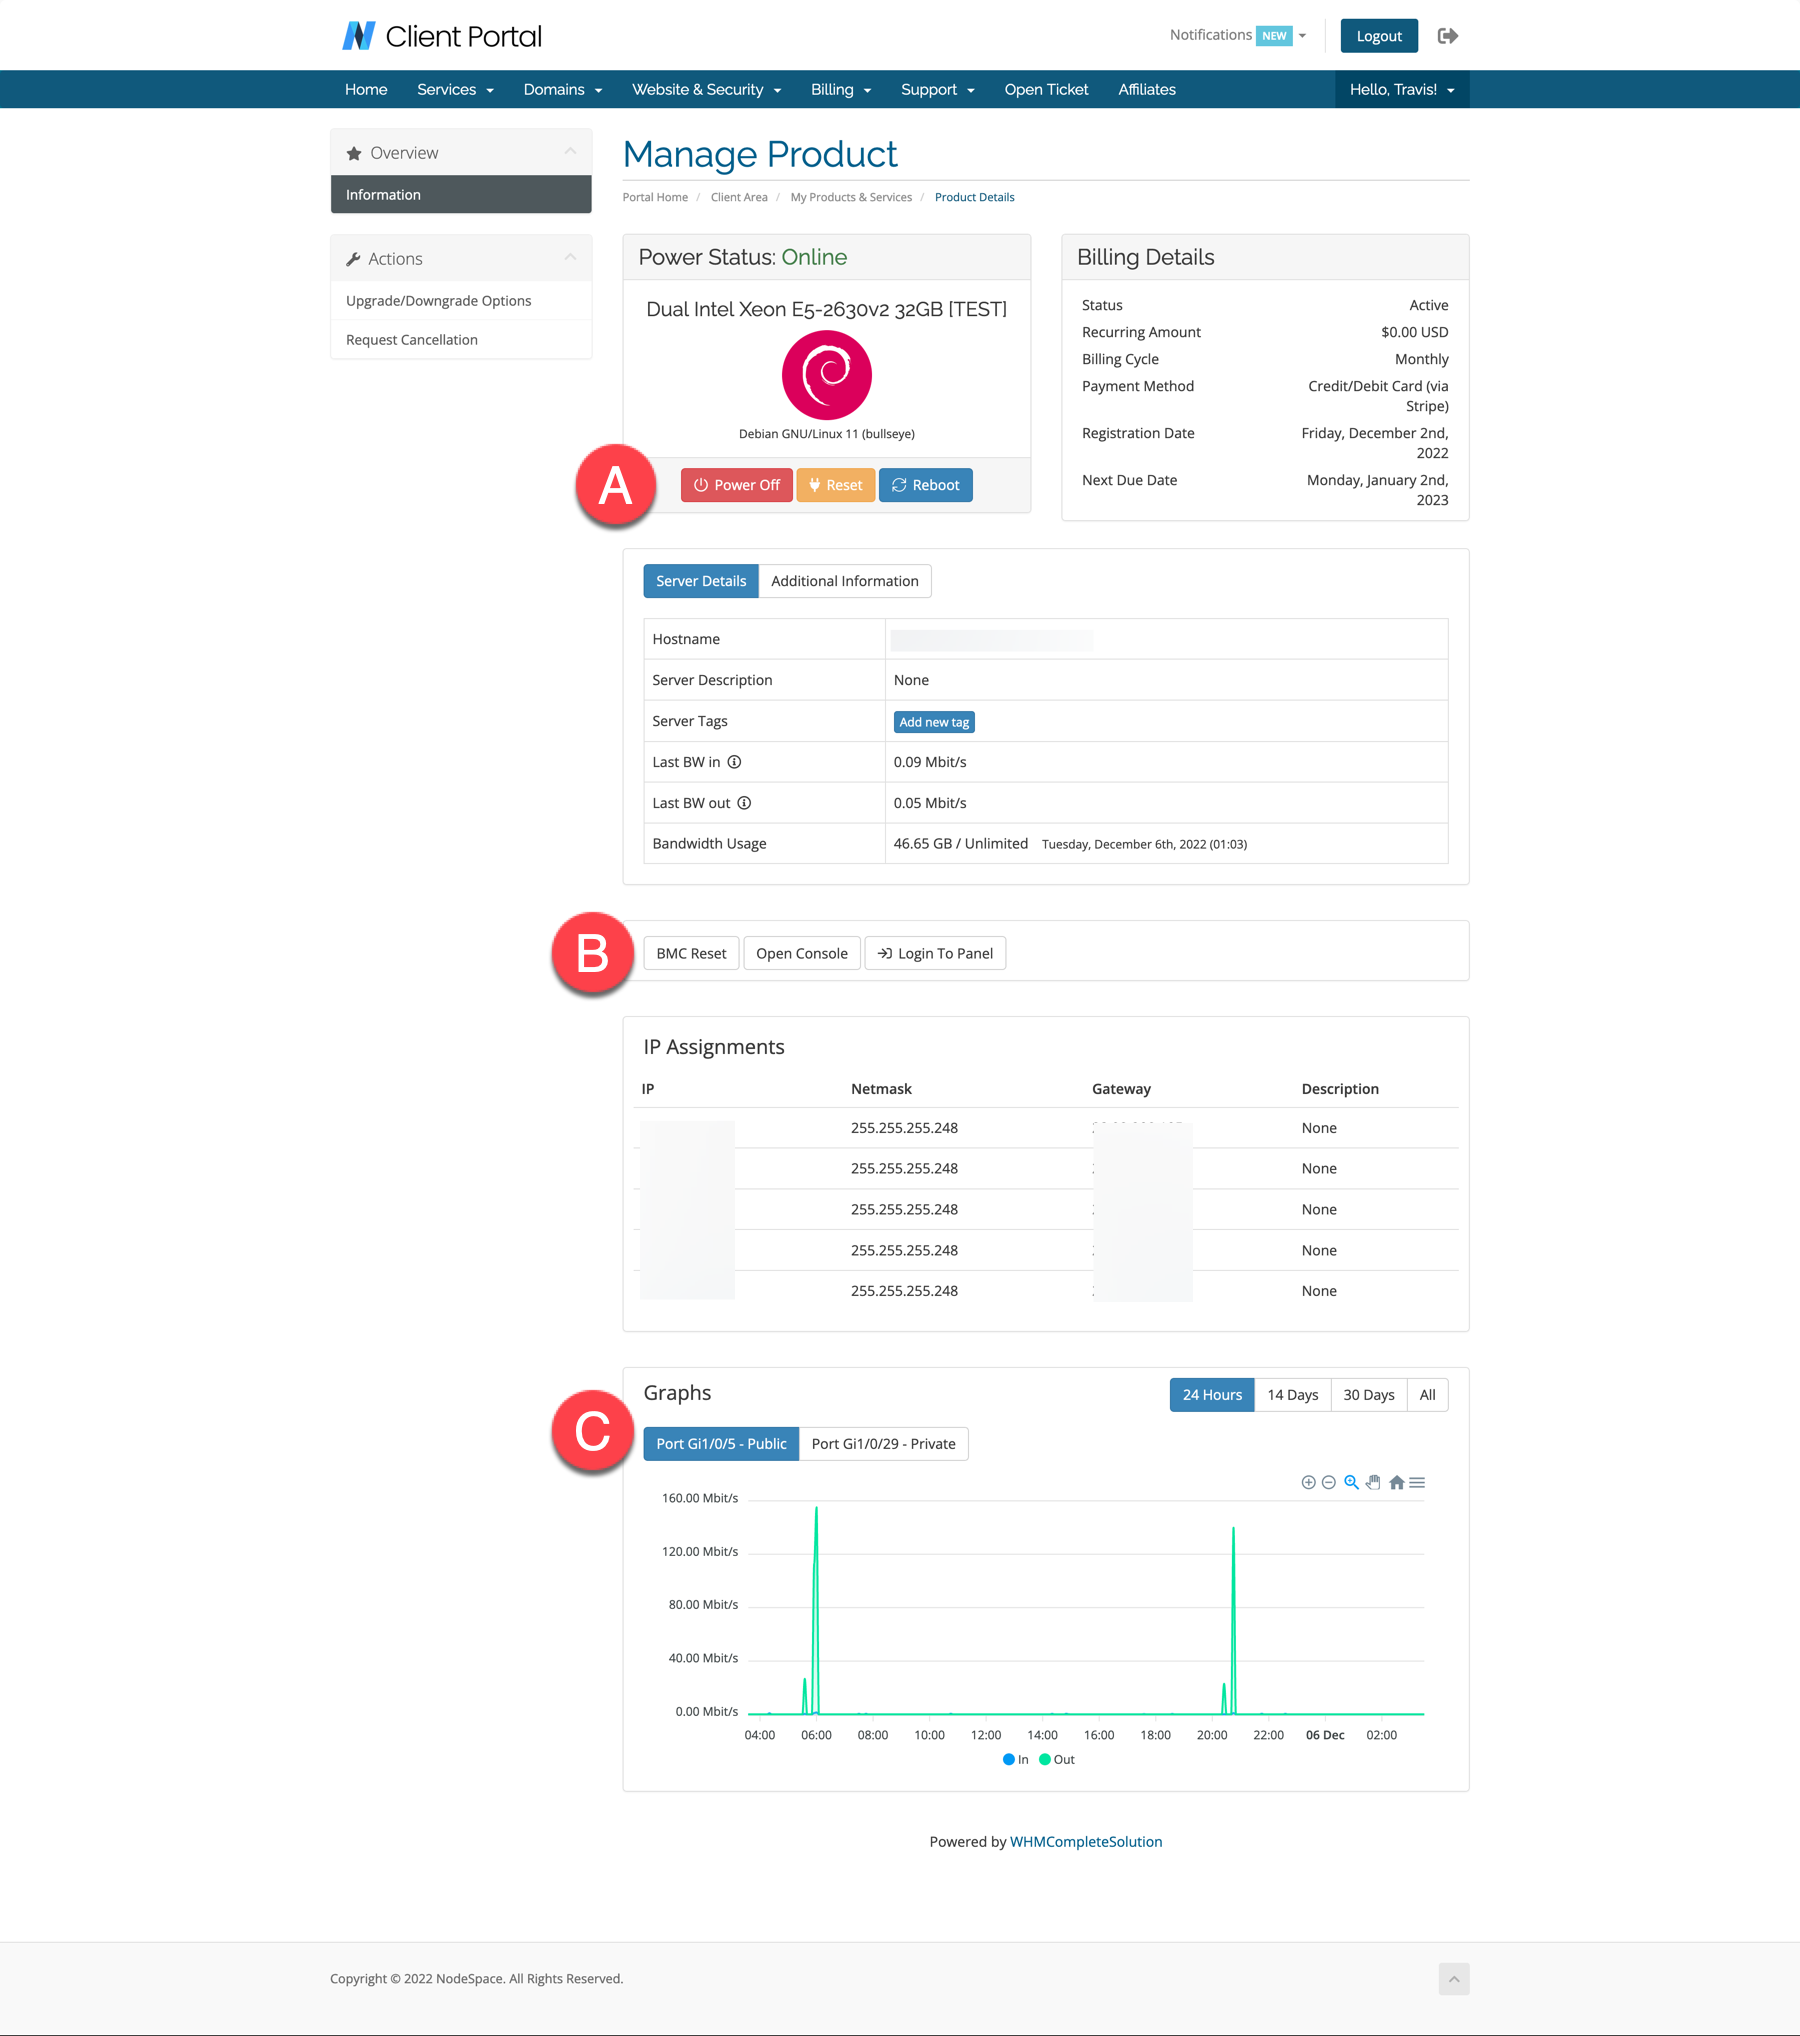 Client Portal
Notifications NEW
Logout
Home Services Domains Website & Security Billing Support Open Ticket Affiliates Hello, Travis!
Overview
Information
Actions
Upgrade/Downgrade Options
Request Cancellation
Manage Product
Portal Home / Client Area / My Products & Services / Product Details
Power Status: Online
Dual Intel Xeon E5-2630v2 32GB [TEST]
Debian GNU/Linux 11 (bullseye)
A
Power Off Reset Reboot
Billing Details
Status Active
Recurring Amount $0.00 USD
Billing Cycle Monthly
Payment Method Credit/Debit Card (via
Stripe)
Registration Date Friday, December 2nd,
2022
Next Due Date Monday, January 2nd,
2023
Server Details Additional Information
Hostname
Server Description None
Server Tags Add new tag
Last BW in 0.09 Mbit/s
Last BW out 0.05 Mbit/s
Bandwidth Usage 46.65 GB / Unlimited Tuesday, December 6th, 2022 (01:03)
B
BMC Reset Open Console Login To Panel
IP Assignments
IP Netmask Gateway Description
255.255.255.248 None
255.255.255.248 None
255.255.255.248 None
255.255.255.248 None
255.255.255.248 None
C
Graphs
24 Hours 14 Days 30 Days All
Port Gi1/0/5 - Public Port Gi1/0/29 - Private
160.00 Mbit/s
120.00 Mbit/s
80.00 Mbit/s
40.00 Mbit/s
0.00 Mbit/s
04:00 06:00 08:00 10:00 12:00 14:00 16:00 18:00 20:00 22:00 06 Dec 02:00
In Out
Powered by WHMCompleteSolution
Copyright © 2022 NodeSpace. All Rights Reserved.